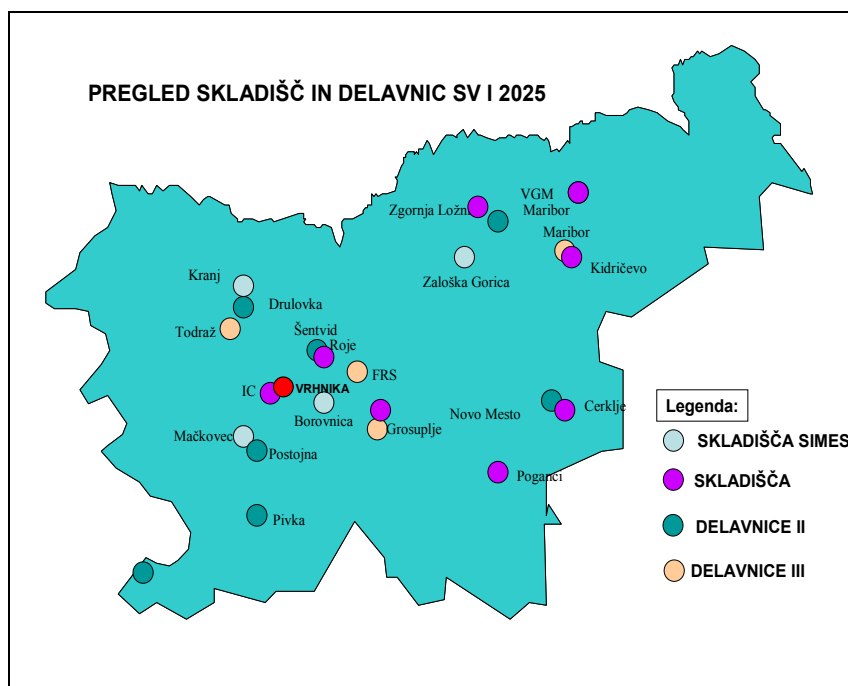 PREGLED SKLADIŠČ IN DELAVNIC SV I 2025
VGM
Zgornja Ložni
Maribor
Maribor
Kidričevo
Zaloška Gorica
Kranj
Drulovka
Todraž
Šentvid
Roje
FRS
IC
VRHNIKA
Borovnica
Novo Mesto
Cerklje
Grosuplje
Mačkovec
Postojna
Poganci
Pivka
Legenda:
SKLADIŠČA SIMES
SKLADIŠČA
DELAVNICE II
DELAVNICE III